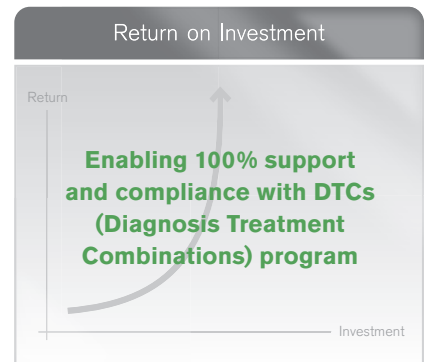 Return on Investment
Return
Enabling 100% support
and compliance with DTCs
(Diagnosis Treatment
Combinations) program
Investment